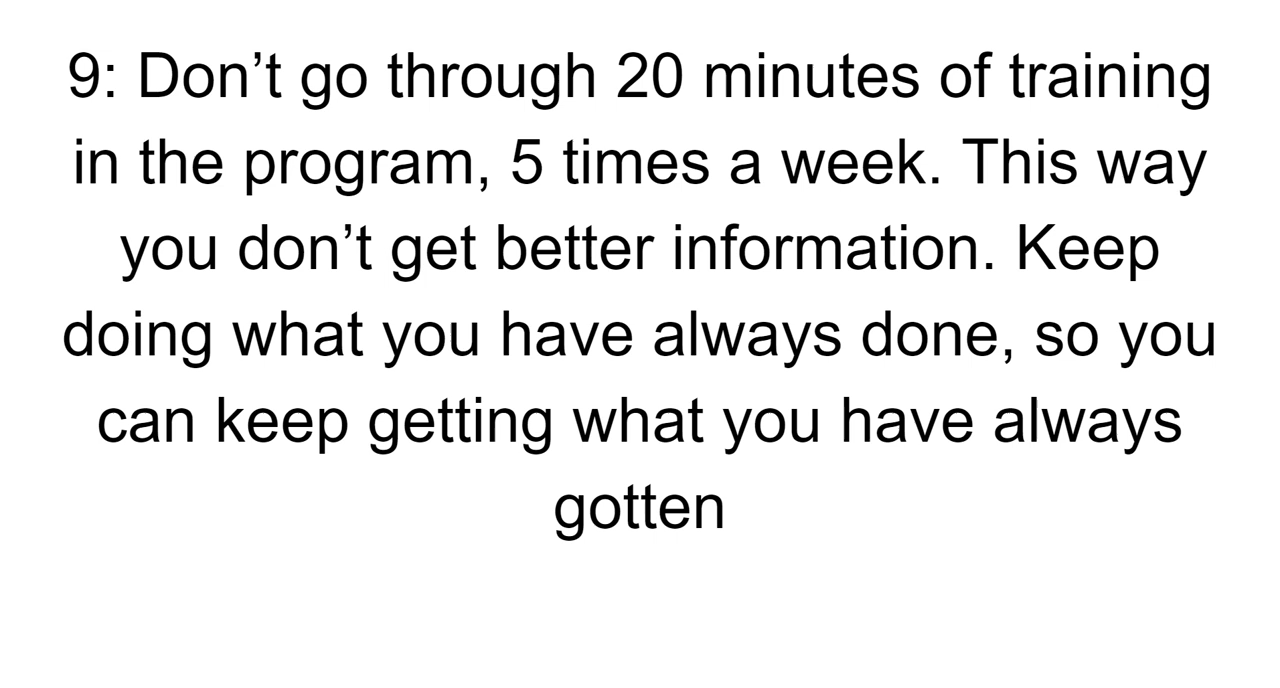 9: Don’t go through 20 minutes of training
in the program, 5 times a week. This way
you don’t get better information. Keep
doing what you have always done, so you
can keep getting what you have always
gotten